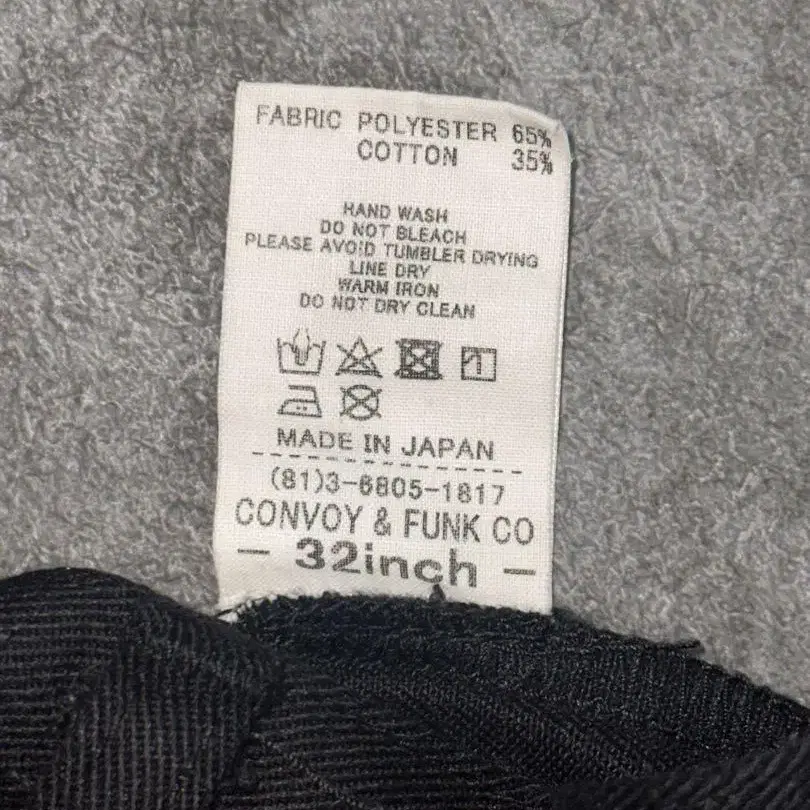 FABRIC POLYESTER 65%
COTTON 35%
HAND WASH
DO NOT BLEACH
PLEASE AVOID TUMBLER DRYING
LINE DRY
WARM IRON
DO NOT DRY CLEAN
MADE IN JAPAN
(81)3-6805-1817
CONVOY & FUNK CO
- 32inch -